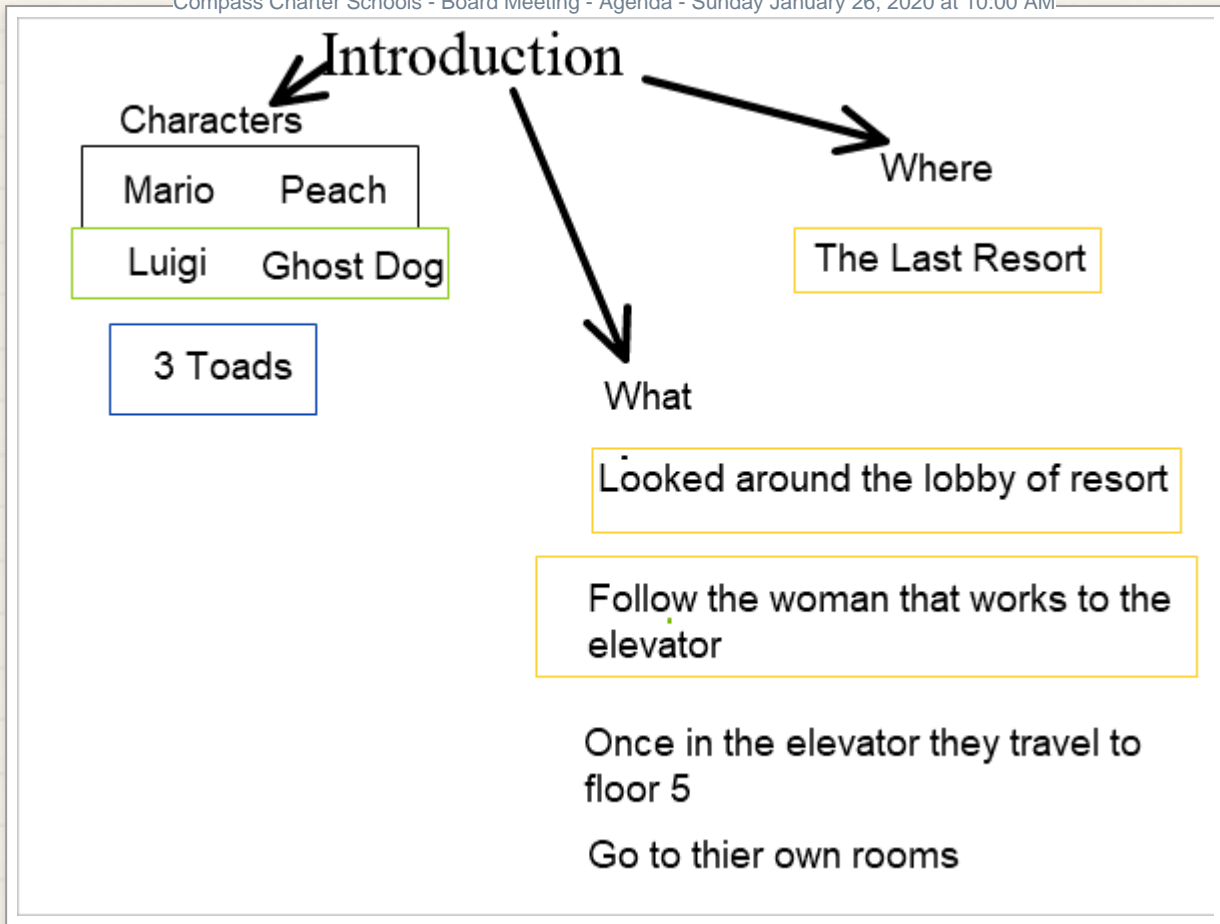 Compass Charter Schools - Board Meeting - Agenda - Sunday January 26, 2020 at 10:00 AM
Introduction
Characters
Mario Peach
Luigi Ghost Dog
3 Toads
Where
The Last Resort
What
Looked around the lobby of resort
Follow the woman that works to the
elevator
Once in the elevator they travel to
floor 5
Go to thier own rooms